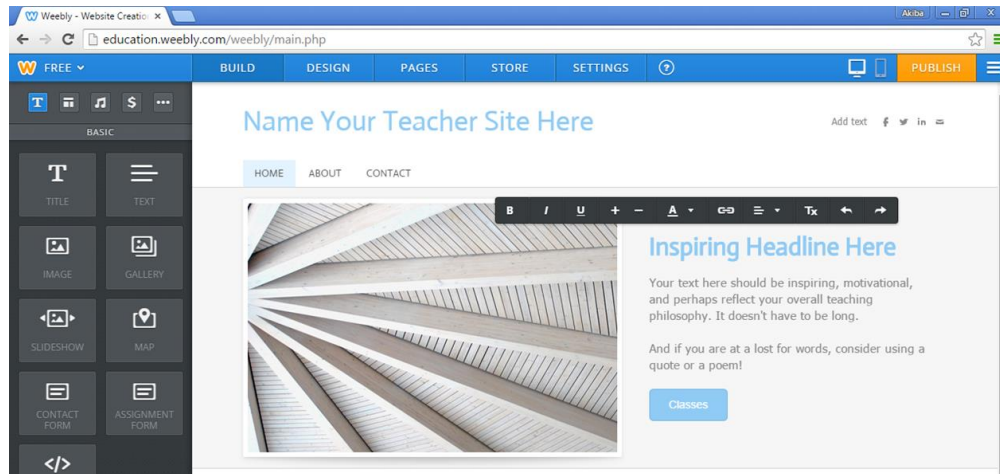 Weebly - Website Creatio
Akiba
education.weebly.com/weebly/main.php
FREE BUILD DESIGN PAGES STORE SETTINGS ? PUBLISH
T $
BASIC
Name Your Teacher Site Here
Add text f in
T
TITLE TEXT
HOME ABOUT CONTACT
B I U + - A Tx
IMAGE GALLERY
Inspiring Headline Here
Your text here should be inspiring, motivational,
and perhaps reflect your overall teaching
philosophy. It doesn't have to be long.
And if you are at a lost for words, consider using a
quote or a poem!
SLIDESHOW MAP
Classes
CONTACT
FORM
ASSIGNMENT
FORM
</>